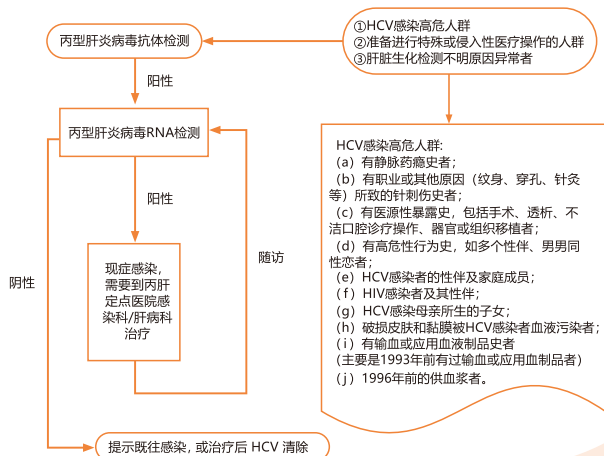 ①HCV感染高危人群
②准备进行特殊或侵入性医疗操作的人群
③肝脏生化检测不明原因异常者
丙型肝炎病毒抗体检测
阳性
丙型肝炎病毒RNA检测
阳性
现症感染，
需要到丙肝
定点医院感
染科/肝病科
治疗
随访
阴性
提示既往感染，或治疗后 HCV 清除
HCV感染高危人群:
（a）有静脉药瘾史者；
（b）有职业或其他原因（纹身、穿孔、针灸
等）所致的针刺伤史者；
（c）有医源性暴露史，包括手术、透析、不
洁口腔诊疗操作、器官或组织移植者；
（d）有高危性行为史，如多个性伴、男男同
性恋者；
（e）HCV感染者的性伴及家庭成员；
（f）HIV感染者及其性伴；
（g）HCV感染母亲所生的子女；
（h）破损皮肤和黏膜被HCV感染者血液污染者；
（i）有输血或应用血液制品史者
（主要是1993年前有过输血或应用血制品者）
（j）1996年前的供血浆者。